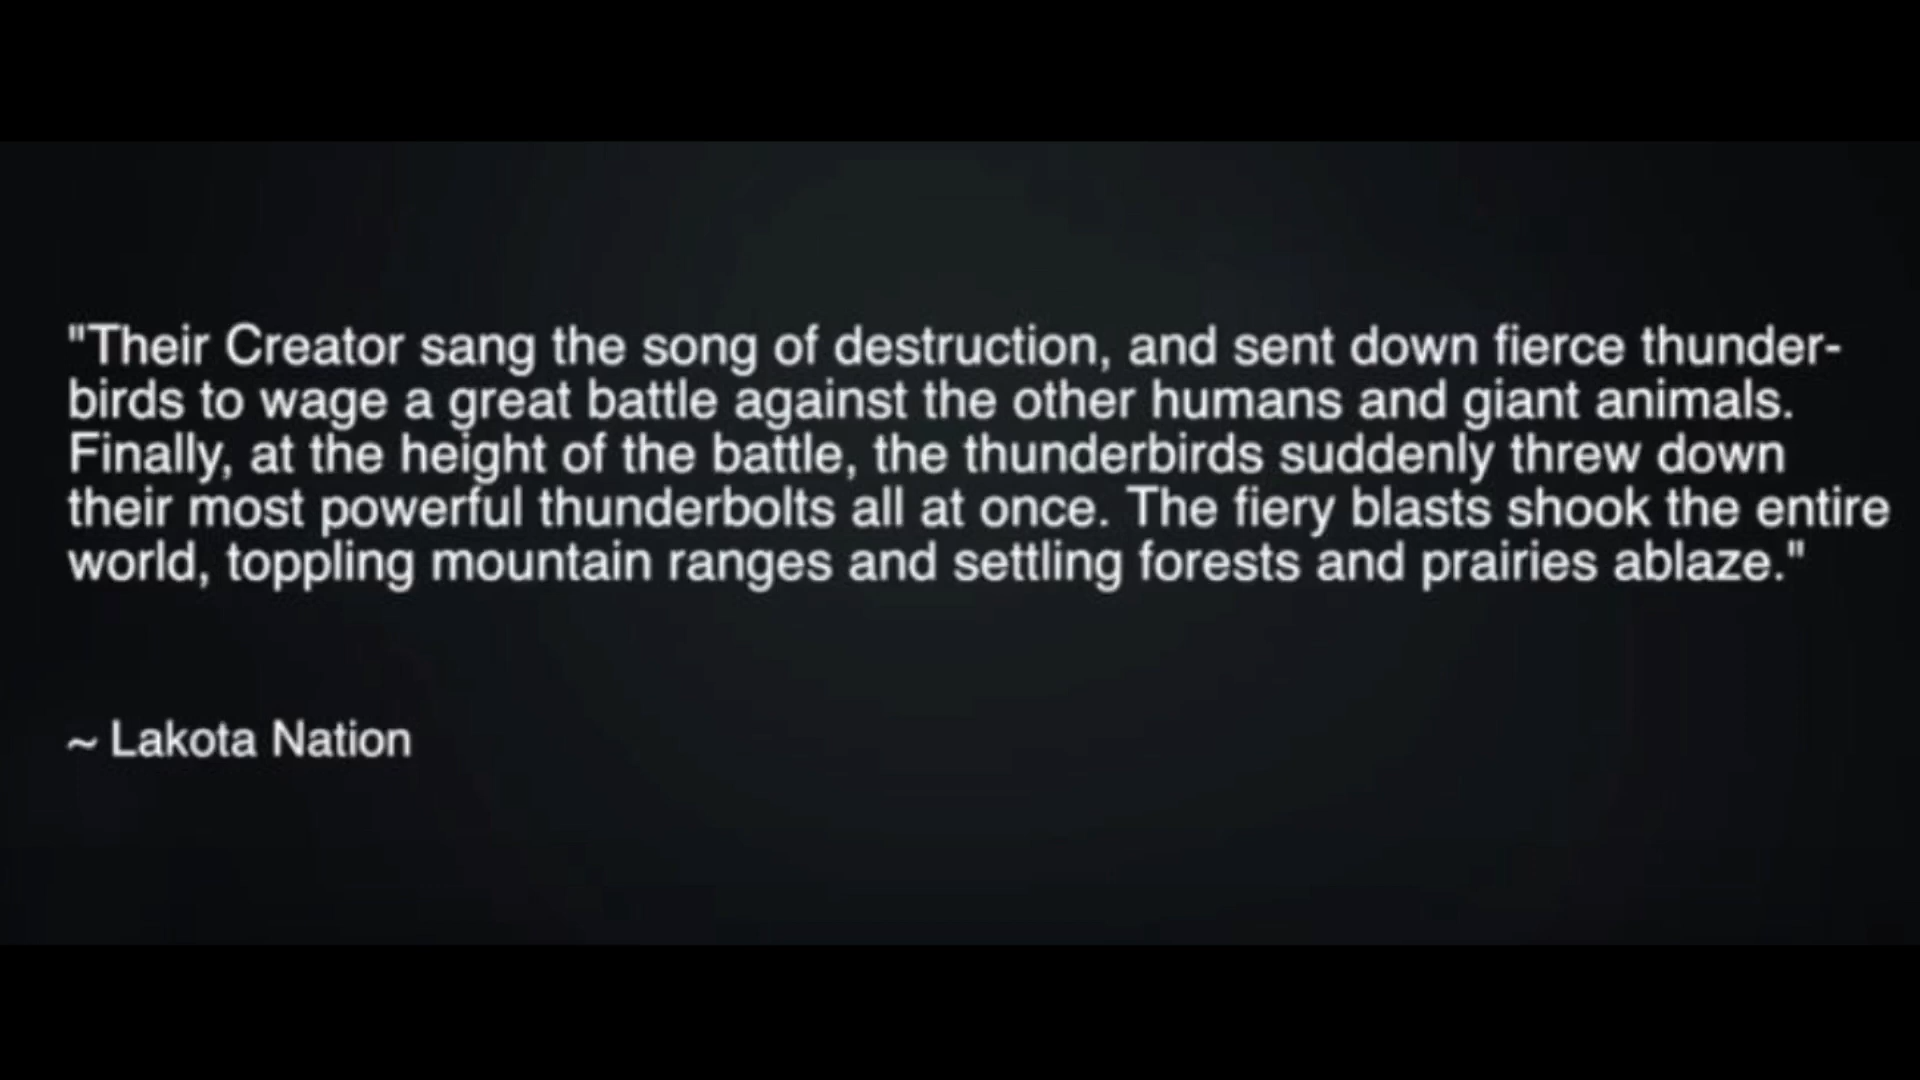 "Their Creator sang the song of destruction, and sent down fierce thunder-
birds to wage a great battle against the other humans and giant animals.
Finally, at the height of the battle, the thunderbirds suddenly threw down
their most powerful thunderbolts all at once. The fiery blasts shook the entire
world, toppling mountain ranges and settling forests and prairies ablaze."
~ Lakota Nation